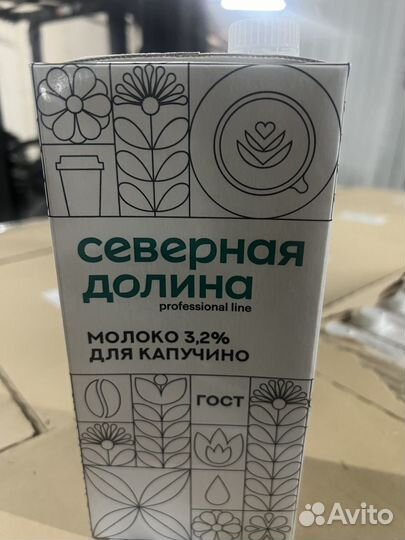 северная
долина
professional line
МОЛОКО 3,2%
ДЛЯ КАПУЧИНО
ГОСТ
Avito